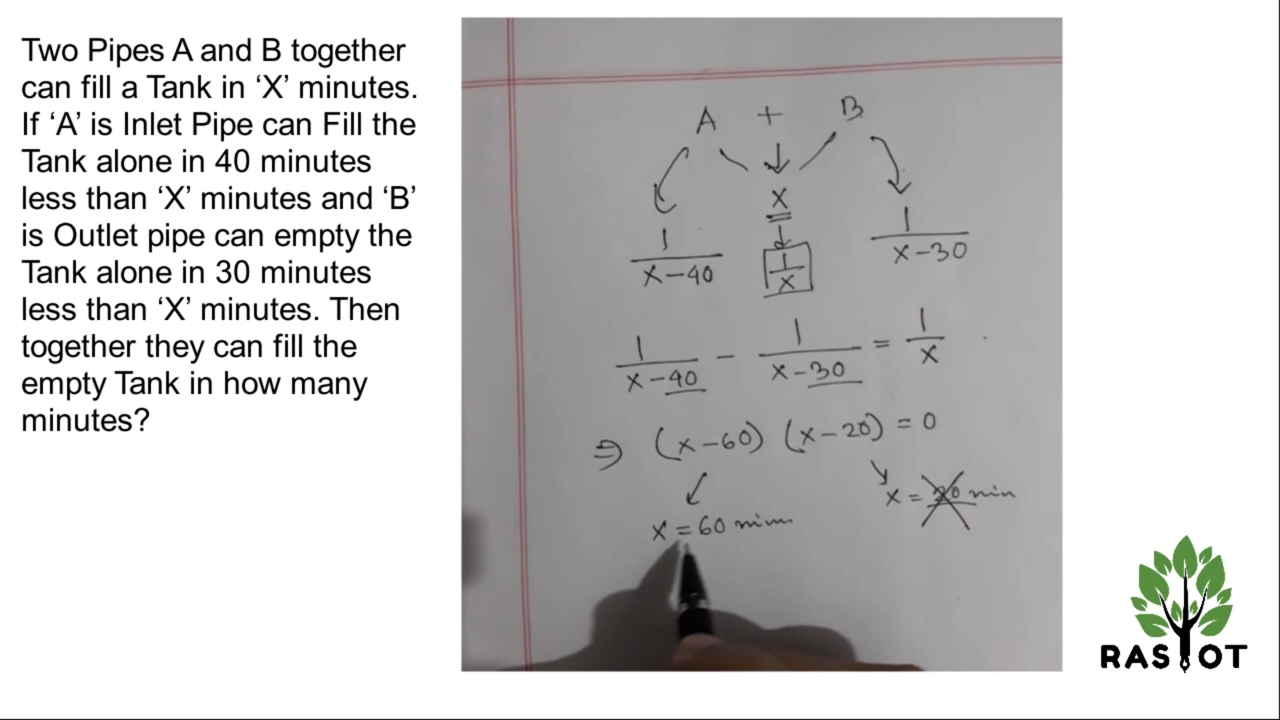 Two Pipes A and B together
can fill a Tank in ‘X’ minutes.
If ‘A’ is Inlet Pipe can Fill the
Tank alone in 40 minutes
less than ‘X’ minutes and ‘B’
is Outlet pipe can empty the
Tank alone in 30 minutes
less than ‘X’ minutes. Then
together they can fill the
empty Tank in how many
minutes?
A + B
x
1/(x-40) 1/x 1/(x-30)
1/(x-40) - 1/(x-30) = 1/x
⇒ (x-60) (x-20) = 0
x = 60 min x = 20 min
RASIOT